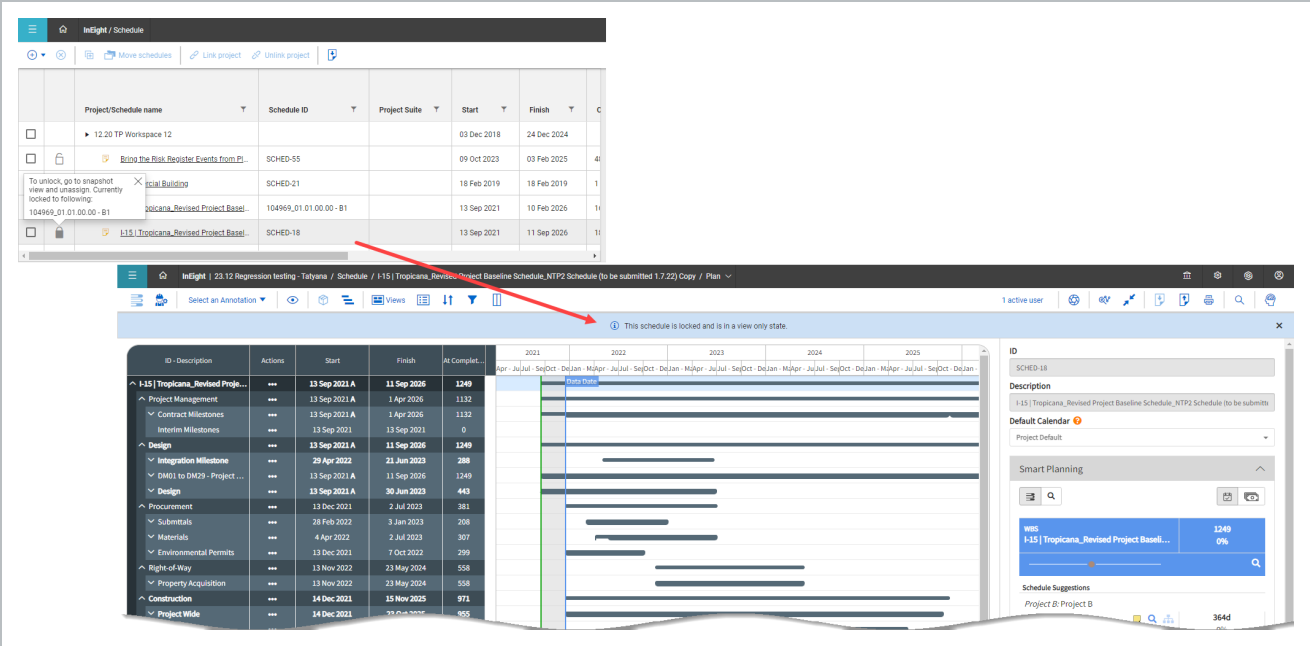 InEight / Schedule
Move schedules
Link project
Unlink project
Project/Schedule name
Schedule ID
Project Suite
Start
Finish
12.20 TP Workspace 12
03 Dec 2018
24 Dec 2024
Bring the Risk Register Events from Pl...
SCHED-55
09 Oct 2023
03 Feb 2025
To unlock, go to snapshot
view and unassign. Currently
locked to following:
104969_01.01.00.00 - B1
rcial Building
SCHED-21
18 Feb 2019
18 Feb 2019
1
opicana_Revised Project Basel...
104969_01.01.00.00 - B1
13 Sep 2021
10 Feb 2026
I-15 | Tropicana_Revised Project Basel...
SCHED-18
13 Sep 2021
11 Sep 2026
InEight | 23.12 Regression testing - Tatyana / Schedule / I-15 | Tropicana_Revised Project Baseline Schedule_NTP2 Schedule (to be submitted 1.7.22) Copy / Plan
Select an Annotation
Views
1 active user
This schedule is locked and is in a view only state.
ID - Description
Actions
Start
Finish
At Complet...
2021
2022
2023
2024
2025
Data Date
I-15 | Tropicana_Revised Proje...
13 Sep 2021 A
11 Sep 2026
1249
Project Management
13 Sep 2021 A
1 Apr 2026
1132
Contract Milestones
13 Sep 2021 A
1 Apr 2026
1132
Interim Milestones
13 Sep 2021
13 Sep 2021
0
Design
13 Sep 2021 A
11 Sep 2026
1249
Integration Milestone
29 Apr 2022
21 Jun 2023
288
DM01 to DM29 - Project ...
13 Sep 2021 A
11 Sep 2026
1249
Design
13 Sep 2021 A
30 Jun 2023
443
Procurement
13 Dec 2021
2 Jul 2023
381
Submttals
28 Feb 2022
3 Jan 2023
208
Materials
4 Apr 2022
2 Jul 2023
307
Environmental Permits
13 Dec 2021
7 Oct 2022
299
Right-of-Way
13 Nov 2022
23 May 2024
558
Property Acquisition
13 Nov 2022
23 May 2024
558
Construction
14 Dec 2021
15 Nov 2025
971
Project Wide
14 Dec 2021
23 Oct 2025
955
ID
SCHED-18
Description
I-15 | Tropicana_Revised Project Baseline Schedule_NTP2 Schedule (to be submitte
Default Calendar
Project Default
Smart Planning
WBS
I-15 | Tropicana_Revised Project Baseli...
1249
0%
Schedule Suggestions
Project B: Project B
364d